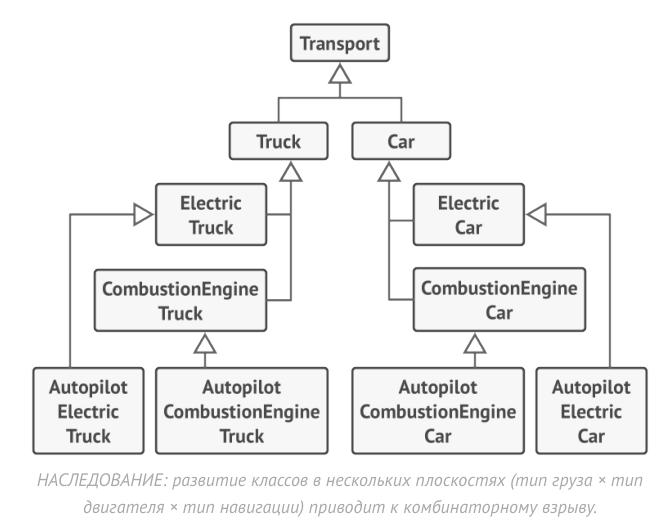 Transport
Truck
Car
Electric
Truck
Electric
Car
CombustionEngine
Truck
CombustionEngine
Car
Autopilot
Electric
Truck
Autopilot
CombustionEngine
Truck
Autopilot
CombustionEngine
Car
Autopilot
Electric
Car
НАСЛЕДОВАНИЕ: развитие классов в нескольких плоскостях (тип груза × тип
двигателя × тип навигации) приводит к комбинаторному взрыву.